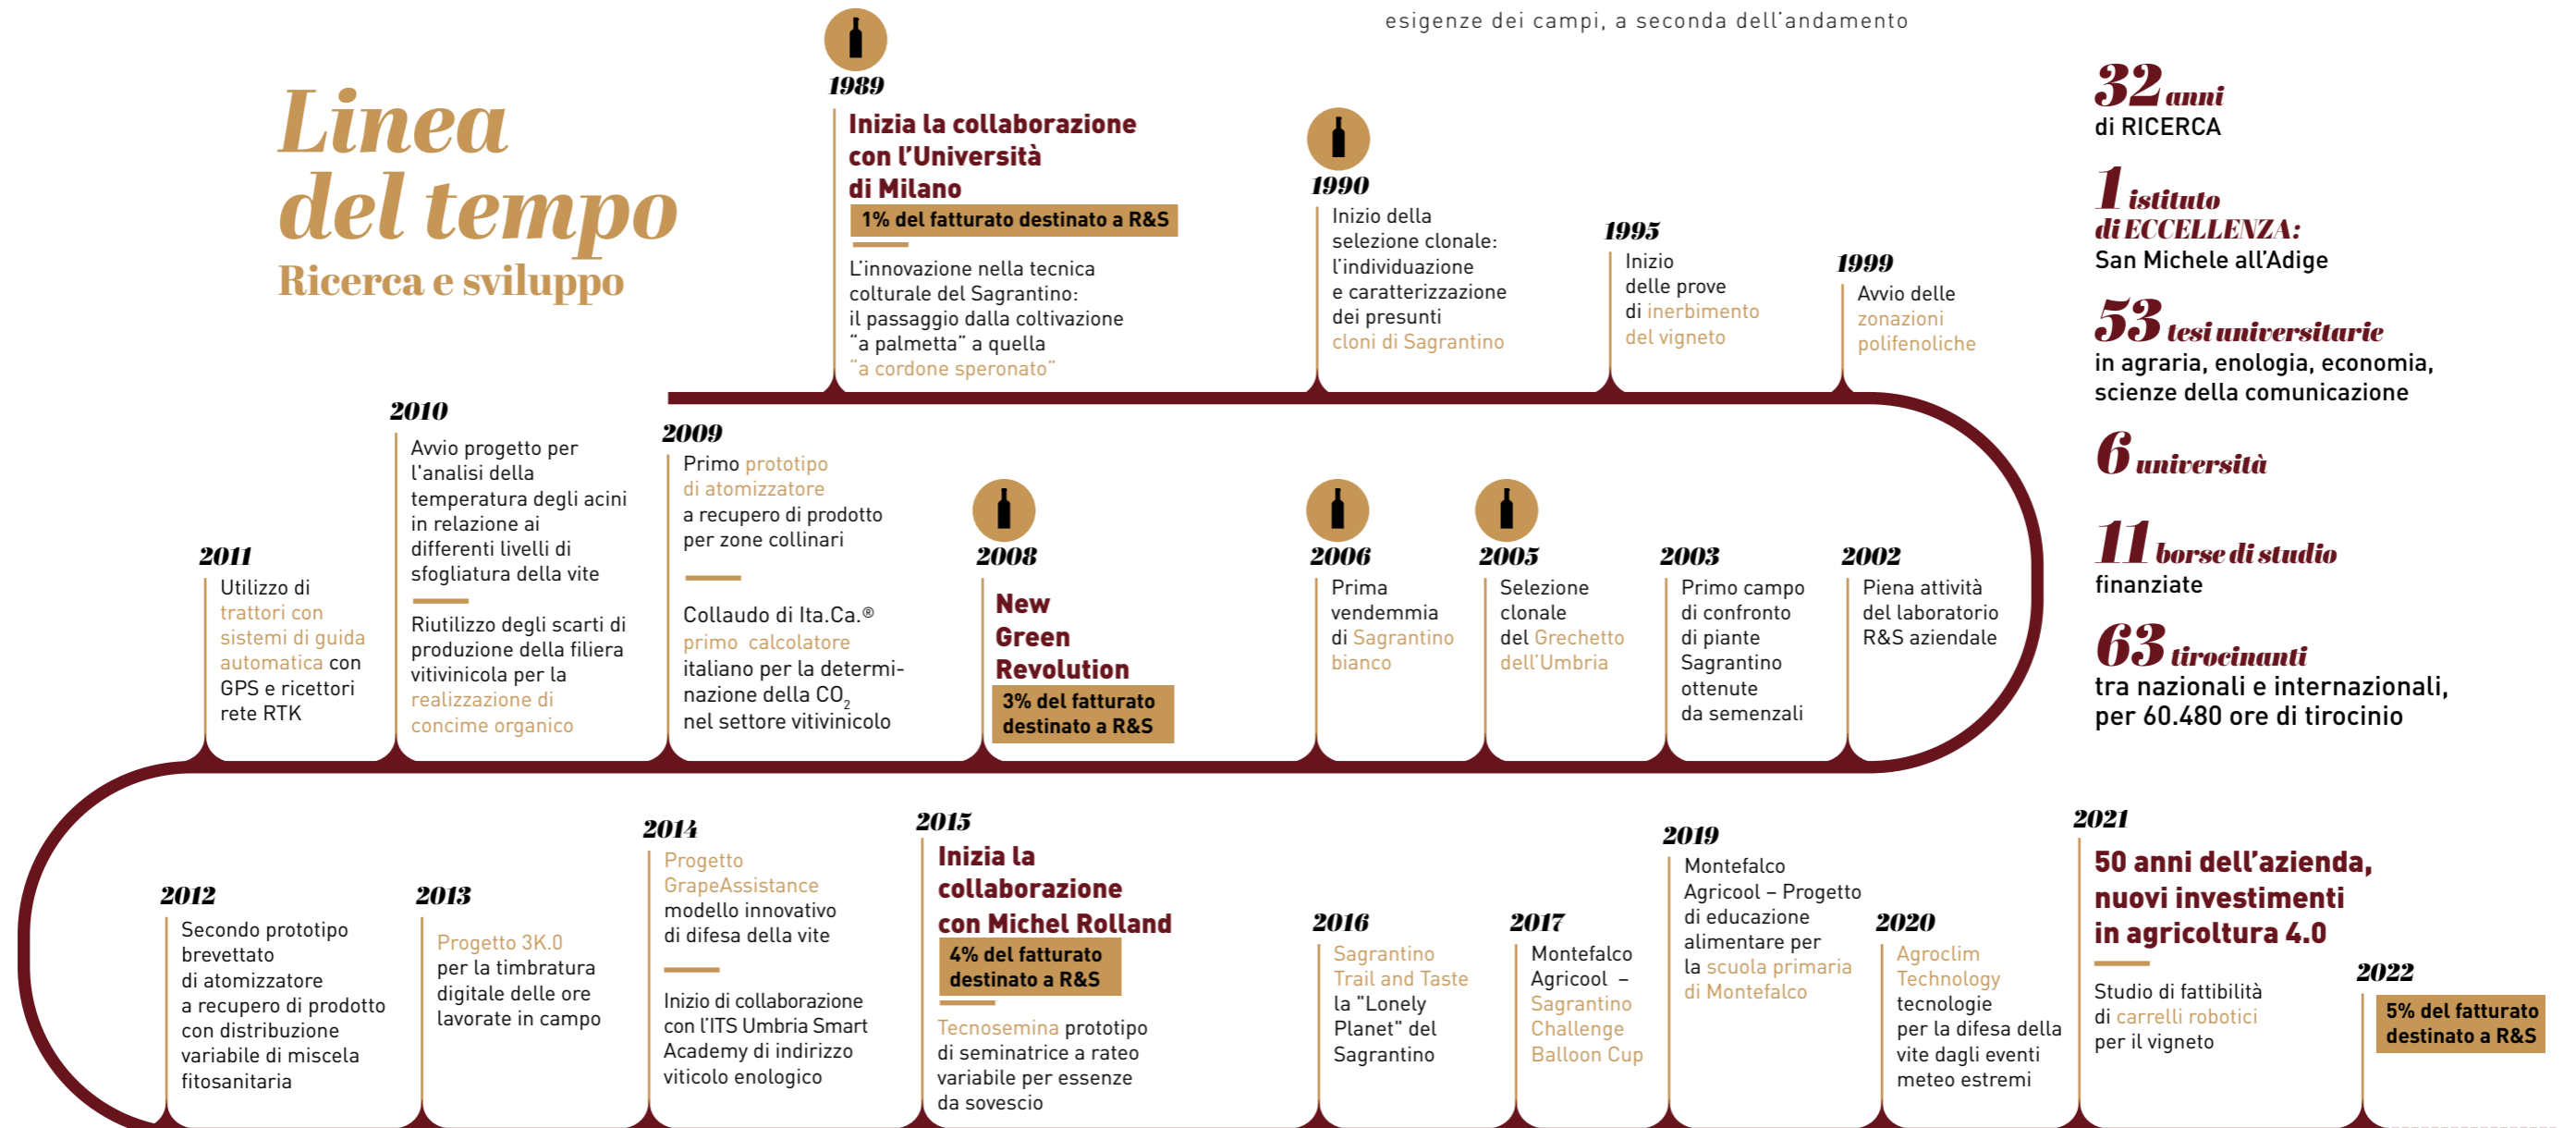 esigenze dei campi, a seconda dell'andamento
Linea
del tempo
Ricerca e sviluppo
1989
Inizia la collaborazione
con l'Università
di Milano
1% del fatturato destinato a R&S
L'innovazione nella tecnica
colturale del Sagrantino:
il passaggio dalla coltivazione
"a palmetta" a quella
"a cordone speronato"
1990
Inizio della
selezione clonale:
l'individuazione
e caratterizzazione
dei presunti
cloni di Sagrantino
1995
Inizio
delle prove
di inerbimento
del vigneto
1999
Avvio delle
zonazioni
polifenoliche
2002
Piena attività
del laboratorio
R&S aziendale
2003
Primo campo
di confronto
di piante
Sagrantino
ottenute
da semenzali
2005
Selezione
clonale
del Grechetto
dell'Umbria
2006
Prima
vendemmia
di Sagrantino
bianco
2008
New
Green
Revolution
3% del fatturato
destinato a R&S
2009
Primo prototipo
di atomizzatore
a recupero di prodotto
per zone collinari
Collaudo di Ita.Ca.®
primo calcolatore
italiano per la determi-
nazione della CO2
nel settore vitivinicolo
2010
Avvio progetto per
l'analisi della
temperatura degli acini
in relazione ai
differenti livelli di
sfogliatura della vite
Riutilizzo degli scarti di
produzione della filiera
vitivinicola per la
realizzazione di
concime organico
2011
Utilizzo di
trattori con
sistemi di guida
automatica con
GPS e ricettori
rete RTK
2012
Secondo prototipo
brevettato
di atomizzatore
a recupero di prodotto
con distribuzione
variabile di miscela
fitosanitaria
2013
Progetto 3K.0
per la timbratura
digitale delle ore
lavorate in campo
2014
Progetto
GrapeAssistance
modello innovativo
di difesa della vite
Inizio di collaborazione
con l'ITS Umbria Smart
Academy di indirizzo
viticolo enologico
2015
Inizia la
collaborazione
con Michel Rolland
4% del fatturato
destinato a R&S
Tecnosemina prototipo
di seminatrice a rateo
variabile per essenze
da sovescio
2016
Sagrantino
Trail and Taste
la "Lonely
Planet" del
Sagrantino
2017
Montefalco
Agricool –
Sagrantino
Challenge
Balloon Cup
2019
Montefalco
Agricool – Progetto
di educazione
alimentare per
la scuola primaria
di Montefalco
2020
Agroclim
Technology
tecnologie
per la difesa della
vite dagli eventi
meteo estremi
2021
50 anni dell'azienda,
nuovi investimenti
in agricoltura 4.0
Studio di fattibilità
di carrelli robotici
per il vigneto
2022
5% del fatturato
destinato a R&S
32 anni
di RICERCA
1 istituto
di ECCELLENZA:
San Michele all'Adige
53 tesi universitarie
in agraria, enologia, economia,
scienze della comunicazione
6 università
11 borse di studio
finanziate
63 tirocinanti
tra nazionali e internazionali,
per 60.480 ore di tirocinio